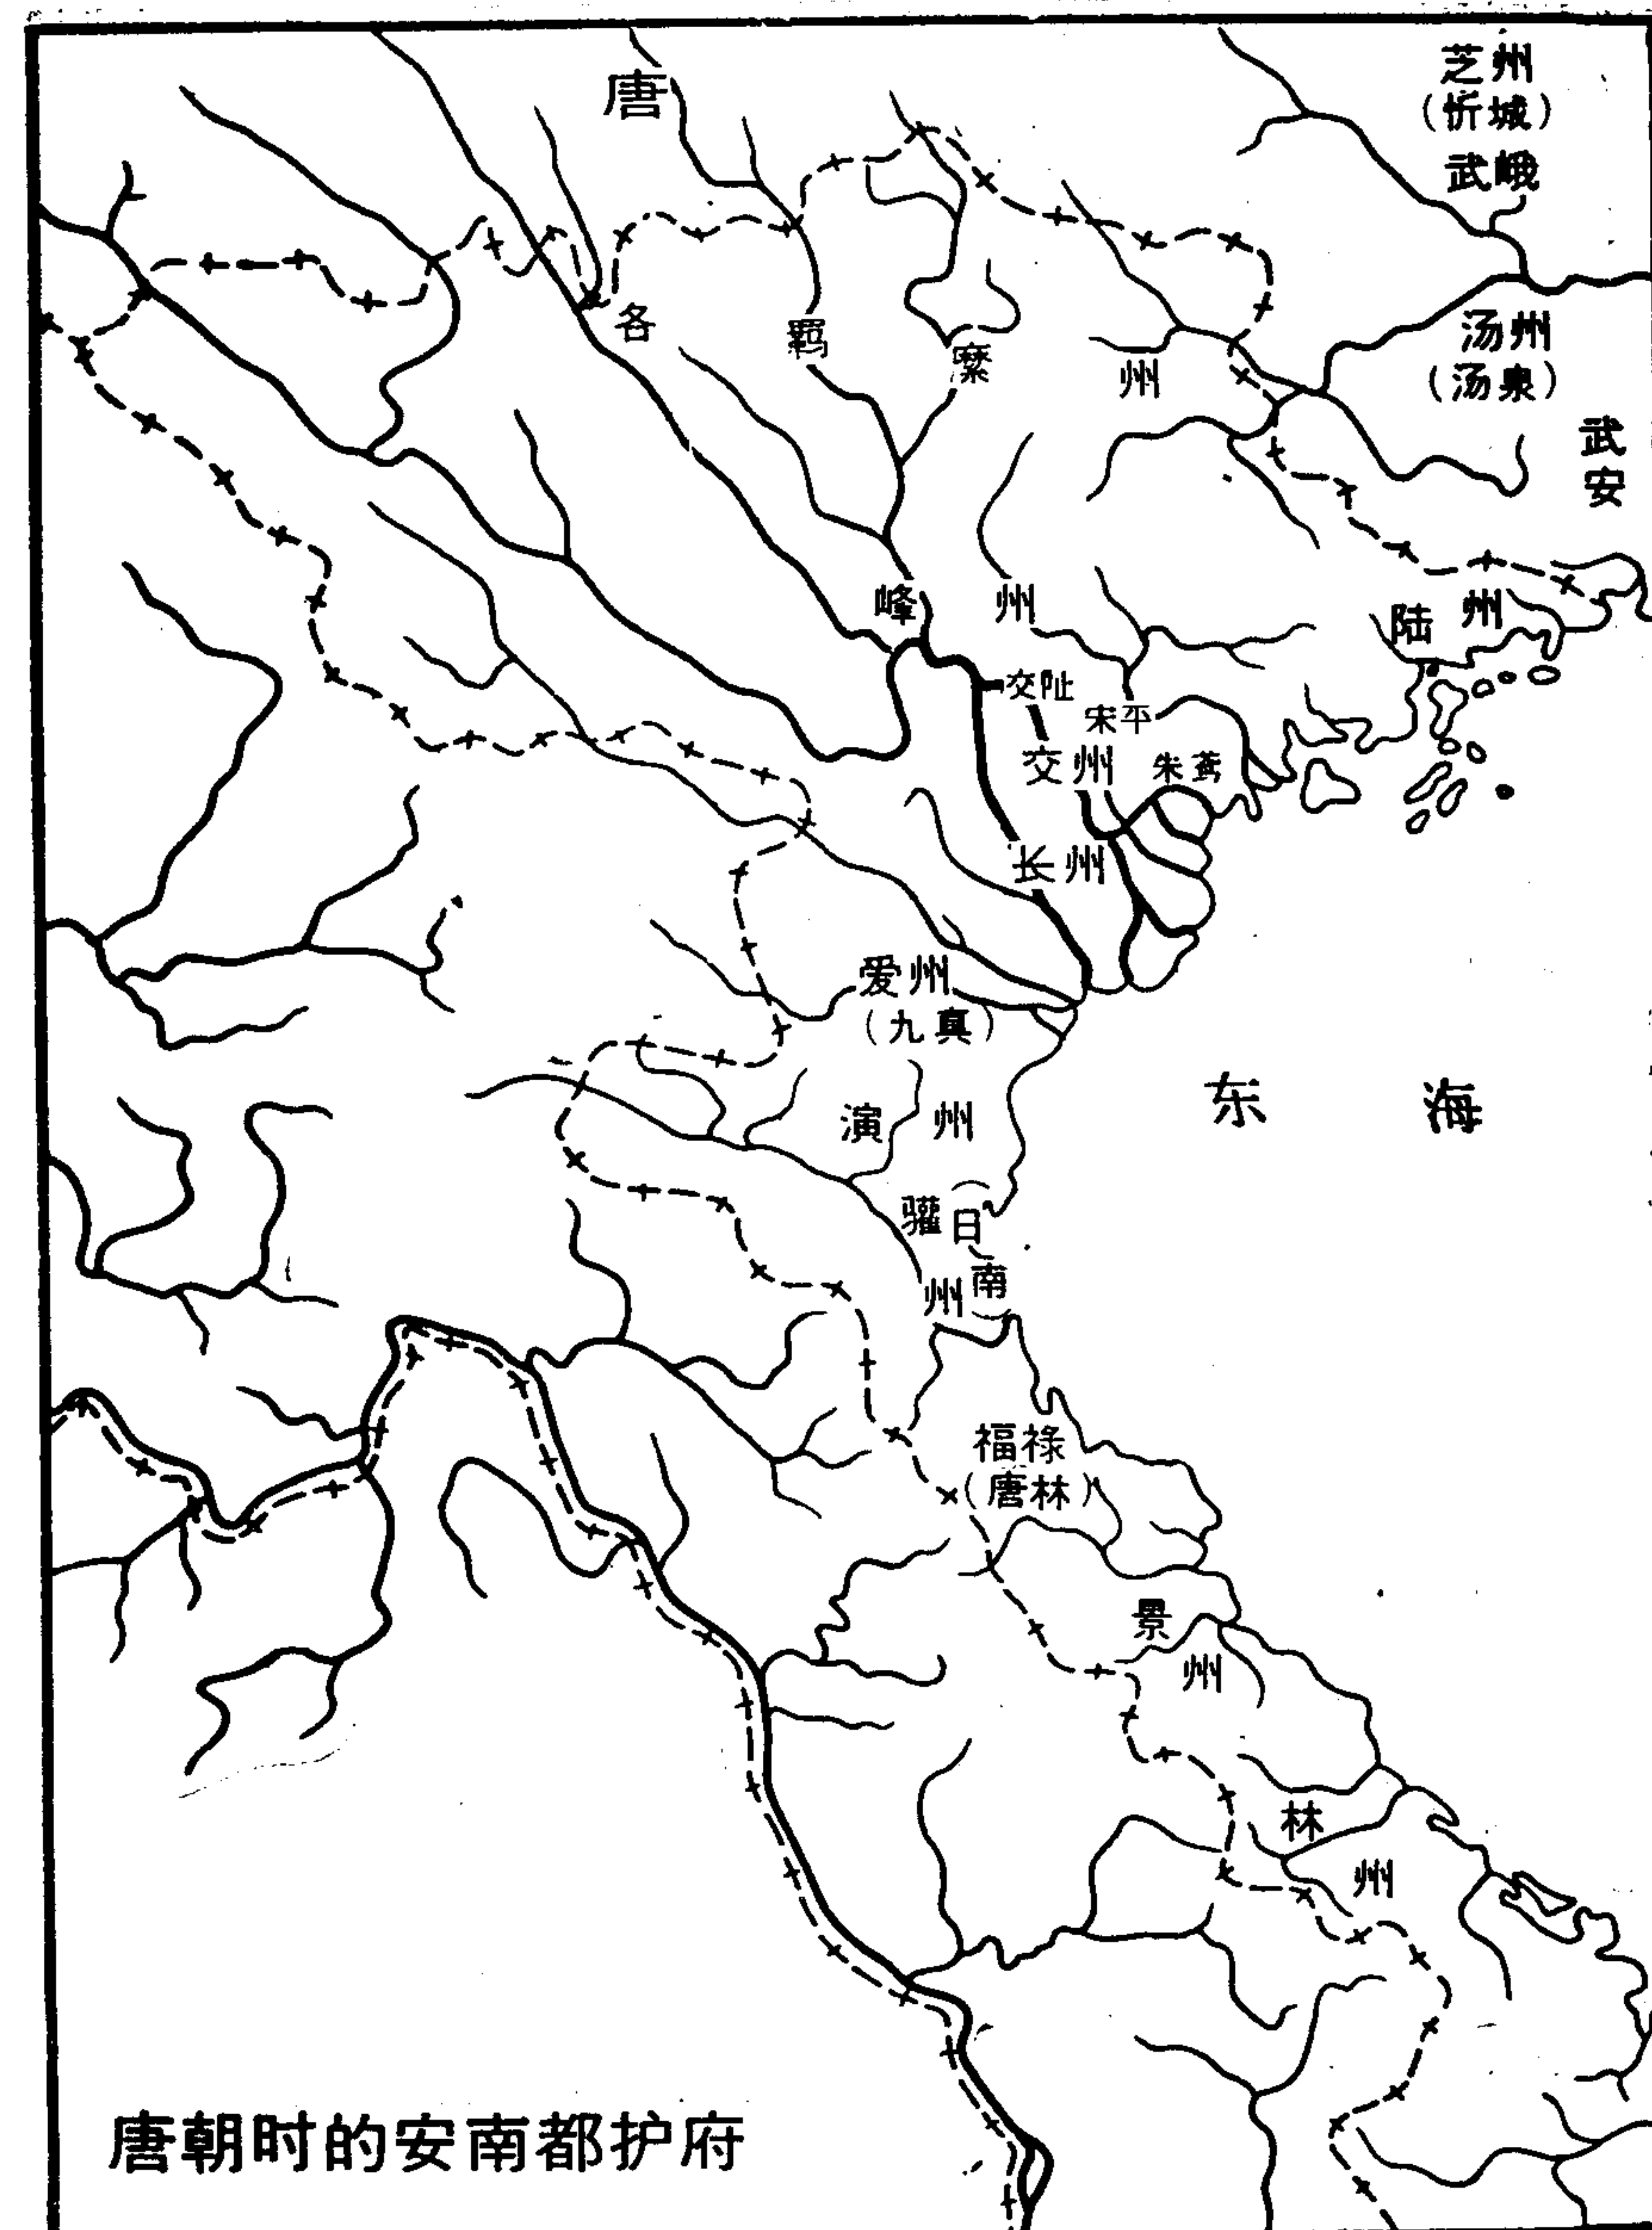 唐
芝州
(忻城)
武峨
各羁縻州
汤州
(汤泉)
武安
峰州
陆州
交阯
宋平
交州
朱鸢
长州
爱州
(九真)
演州
东海
驩州
日南
福禄
(唐林)
景州
林州
唐朝时的安南都护府